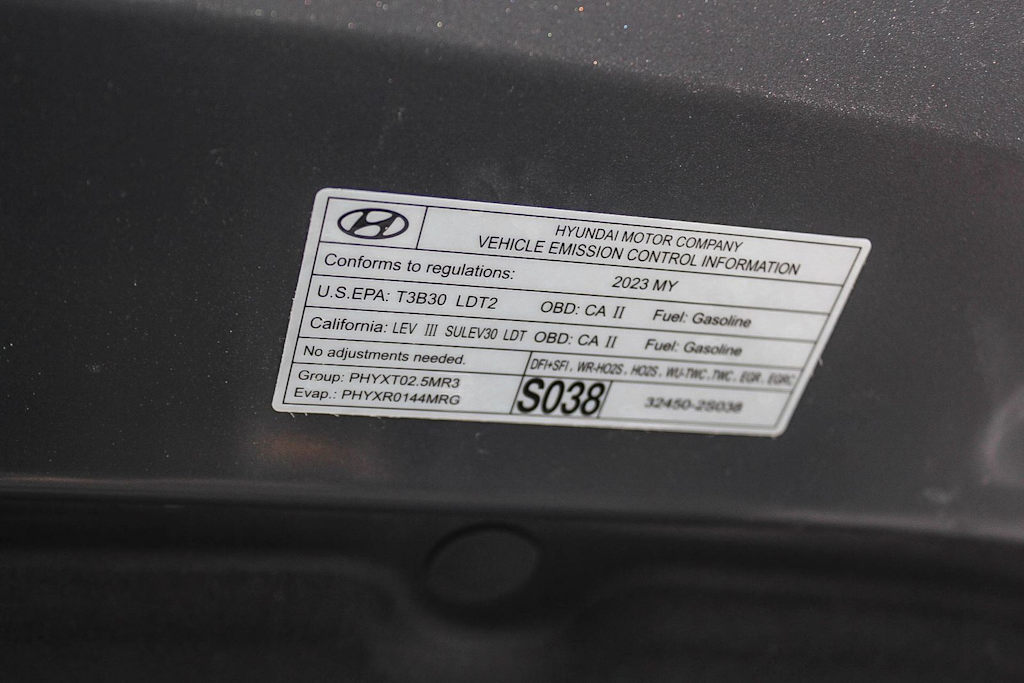 HYUNDAI MOTOR COMPANY
VEHICLE EMISSION CONTROL INFORMATION
Conforms to regulations: 2023 MY
U.S.EPA: T3B30 LDT2 OBD: CA II Fuel: Gasoline
California: LEV III SULEV30 LDT OBD: CA II Fuel: Gasoline
No adjustments needed. DFI+SFI, WR-HO2S, HO2S, WU-TWC, TWC, EGR, EGRC
Group: PHYXT02.5MR3
Evap.: PHYXR0144MRG
S038 32450-2S038